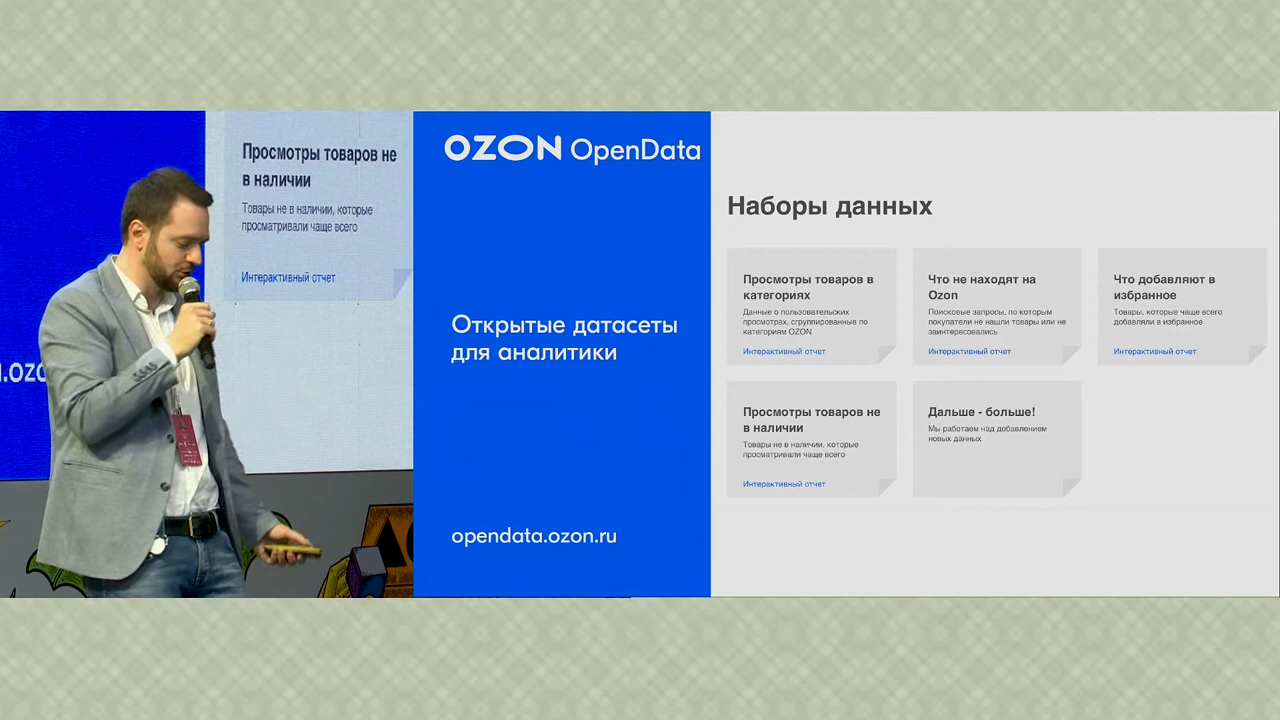 Просмотры товаров не
в наличии
Товары не в наличии, которые
просматривали чаще всего
Интерактивный отчет
OZON OpenData
Открытые датасеты
для аналитики
opendata.ozon.ru
Наборы данных
Просмотры товаров в
категориях
Данные о пользовательских
просмотрах, сгруппированные по
категориям OZON
Интерактивный отчет
Что не находят на
Ozon
Поисковые запросы, по которым
покупатели не нашли товары или не
заинтересовались
Интерактивный отчет
Что добавляют в
избранное
Товары, которые чаще всего
добавляли в избранное
Интерактивный отчет
Просмотры товаров не
в наличии
Товары не в наличии, которые
просматривали чаще всего
Интерактивный отчет
Дальше - больше!
Мы работаем над добавлением
новых данных